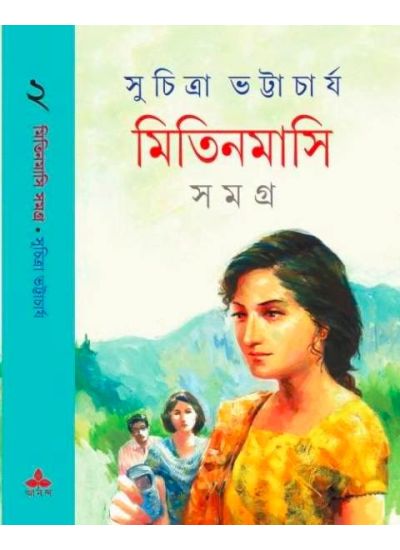 সুচিত্রা ভট্টাচার্য
মিতিনমাসি
সমগ্র
২
মিতিনমাসি সমগ্র • সুচিত্রা ভট্টাচার্য
আনন্দ